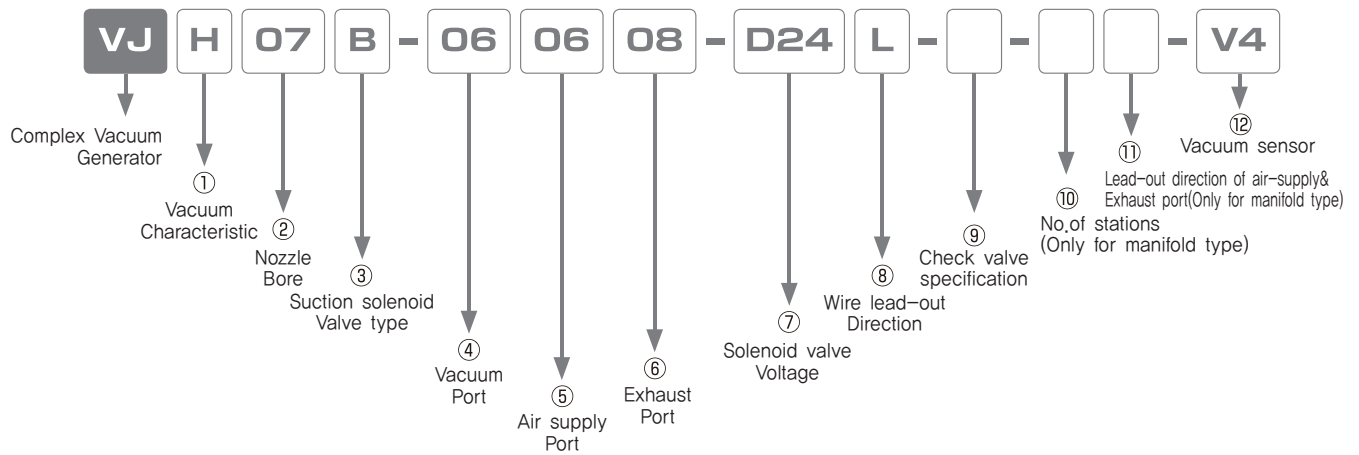 VJ H 07 B - 06 06 08 - D24 L - - - V4
Complex Vacuum
Generator
①
Vacuum
Characteristic
②
Nozzle
Bore
③
Suction solenoid
Valve type
④
Vacuum
Port
⑤
Air supply
Port
⑥
Exhaust
Port
⑦
Solenoid valve
Voltage
⑧
Wire lead-out
Direction
⑨
Check valve
specification
⑩
No.of stations
(Only for manifold type)
⑪
Lead-out direction of air-supply&
Exhaust port(Only for manifold type)
⑫
Vacuum sensor